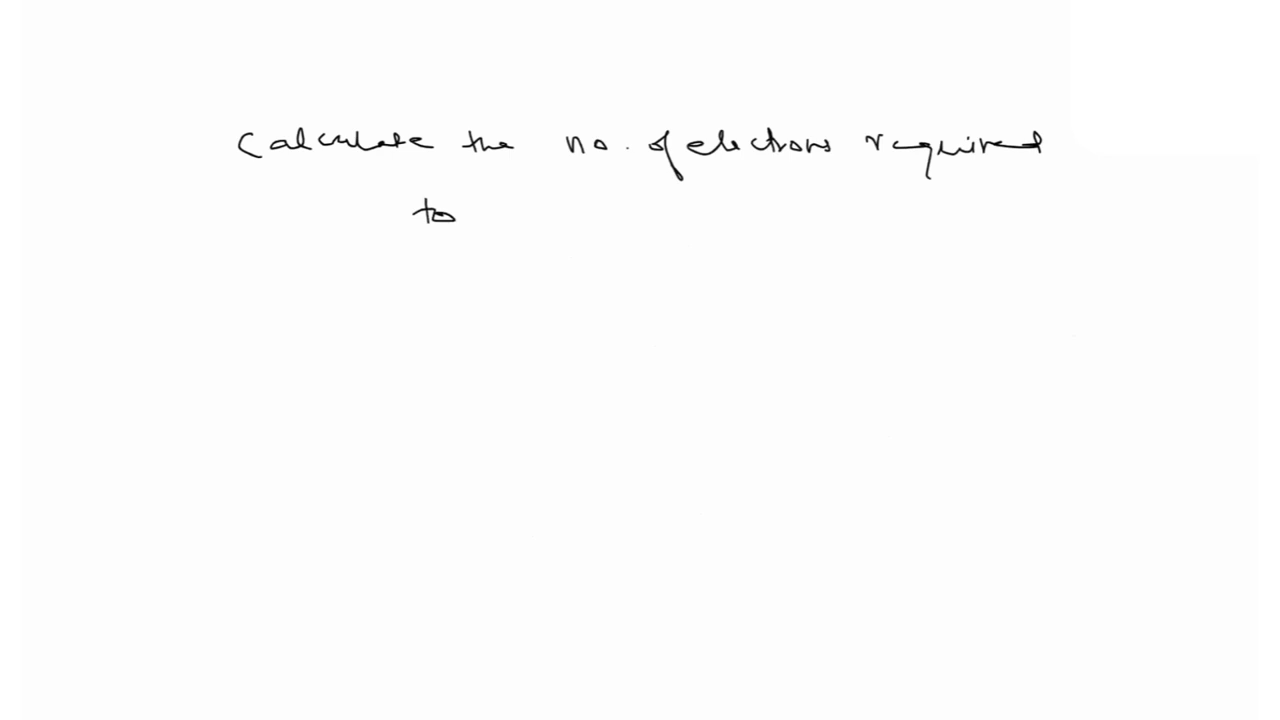 Calculate the no. of electrons required
to